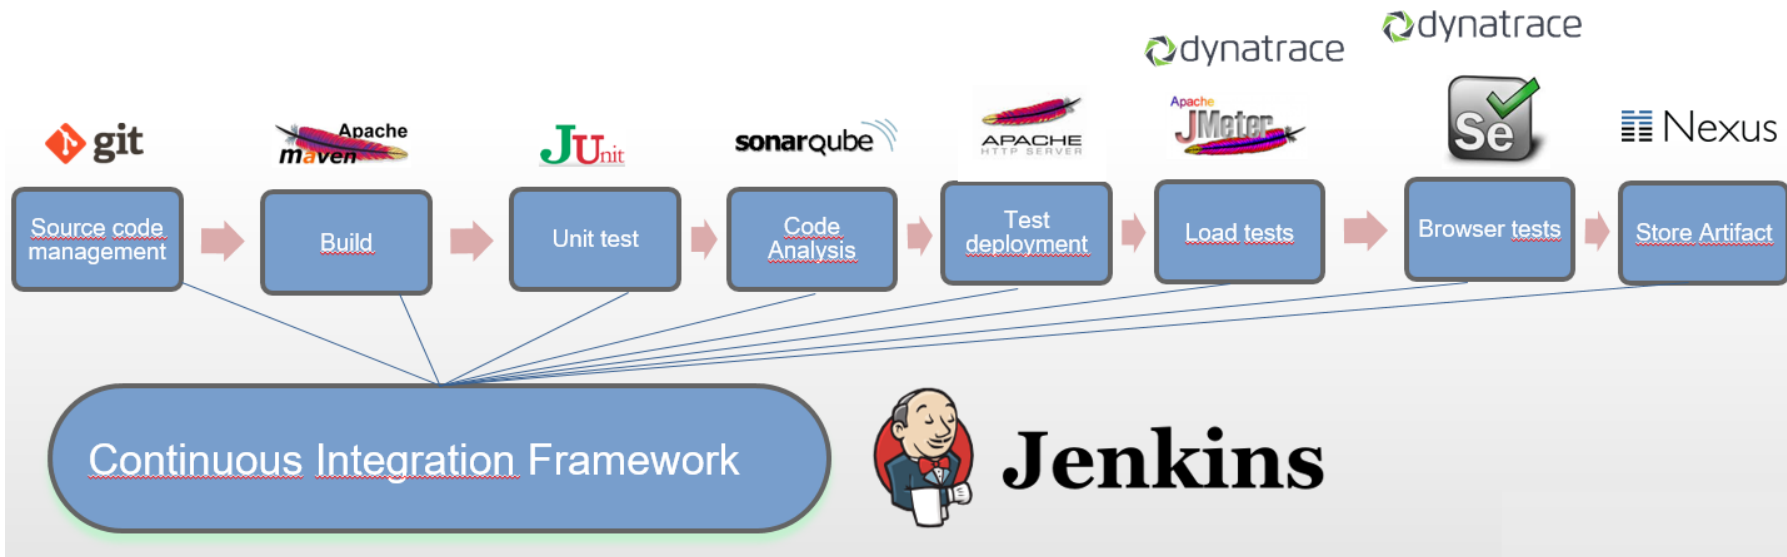 dynatrace
dynatrace
git
Apache
maven
JUnit
sonarqube
APACHE
HTTP SERVER
Apache
JMeter
Se
Nexus
Source code
management
Build
Unit test
Code
Analysis
Test
deployment
Load tests
Browser tests
Store Artifact
Continuous Integration Framework
Jenkins